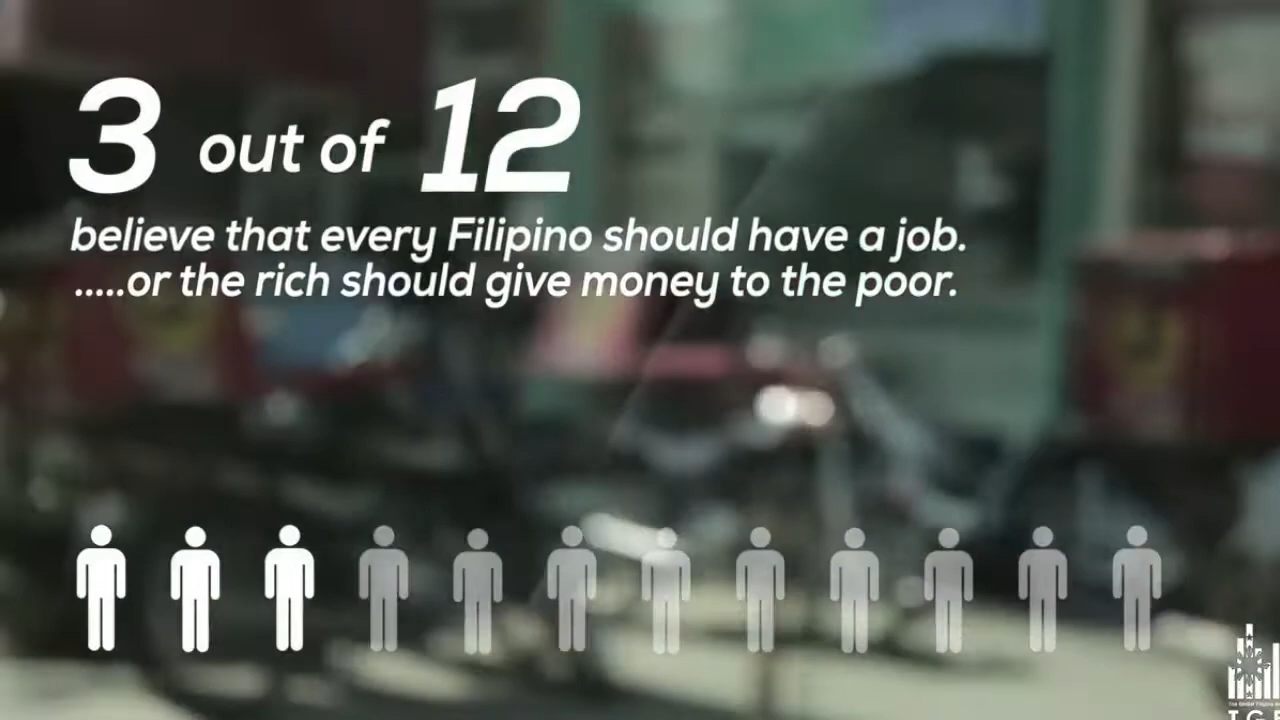 3 out of 12
believe that every Filipino should have a job.
.....or the rich should give money to the poor.